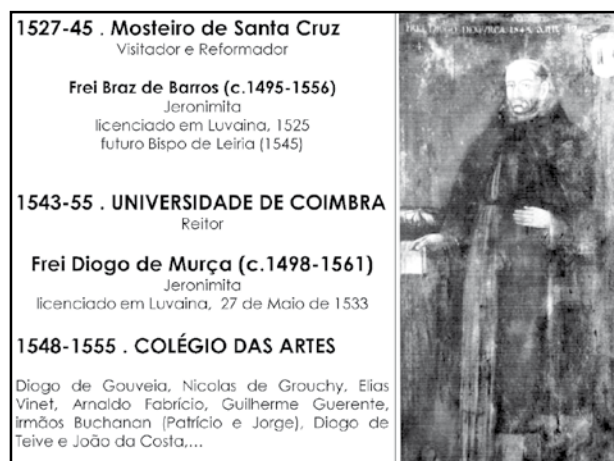 1527-45 . Mosteiro de Santa Cruz
Visitador e Reformador
Frei Braz de Barros (c.1495-1556)
Jeronimita
licenciado em Luvaina, 1525
futuro Bispo de Leiria (1545)
1543-55 . UNIVERSIDADE DE COIMBRA
Reitor
Frei Diogo de Murça (c.1498-1561)
Jeronimita
licenciado em Luvaina, 27 de Maio de 1533
1548-1555 . COLÉGIO DAS ARTES
Diogo de Gouveia, Nicolas de Grouchy, Elias
Vinet, Arnaldo Fabrício, Guilherme Guerente,
irmãos Buchanan (Patrício e Jorge), Diogo de
Teive e João da Costa,...